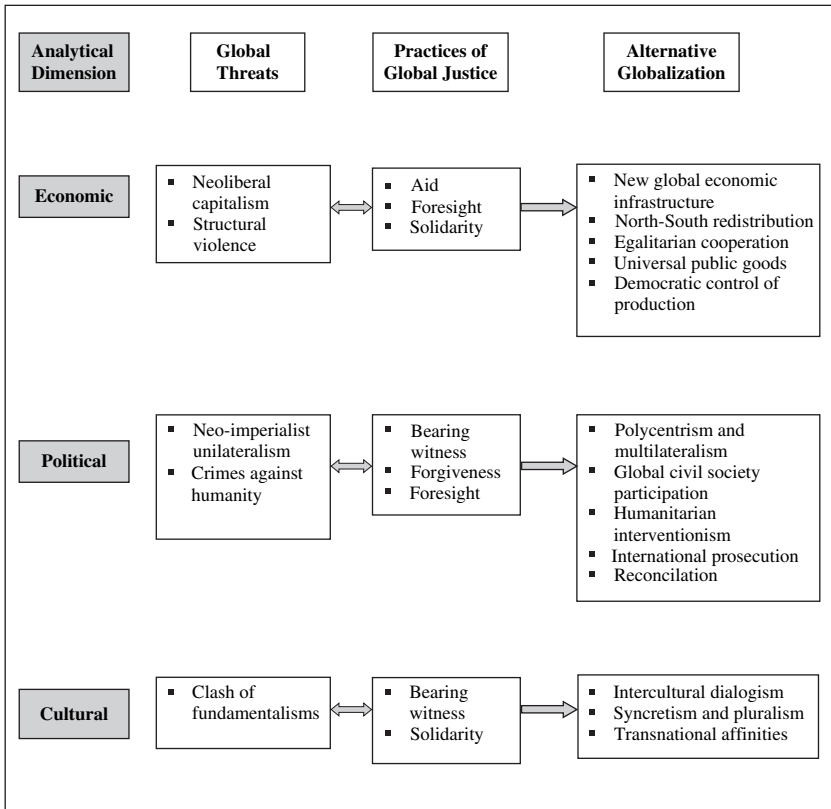 Analytical
Dimension
Global
Threats
Practices of
Global Justice
Alternative
Globalization
Economic
▪ Neoliberal
capitalism
▪ Structural
violence
▪ Aid
▪ Foresight
▪ Solidarity
▪ New global economic
infrastructure
▪ North-South redistribution
▪ Egalitarian cooperation
▪ Universal public goods
▪ Democratic control of
production
Political
▪ Neo-imperialist
unilateralism
▪ Crimes against
humanity
▪ Bearing
witness
▪ Forgiveness
▪ Foresight
▪ Polycentrism and
multilateralism
▪ Global civil society
participation
▪ Humanitarian
interventionism
▪ International prosecution
▪ Reconcilation
Cultural
▪ Clash of
fundamentalisms
▪ Bearing
witness
▪ Solidarity
▪ Intercultural dialogism
▪ Syncretism and pluralism
▪ Transnational affinities